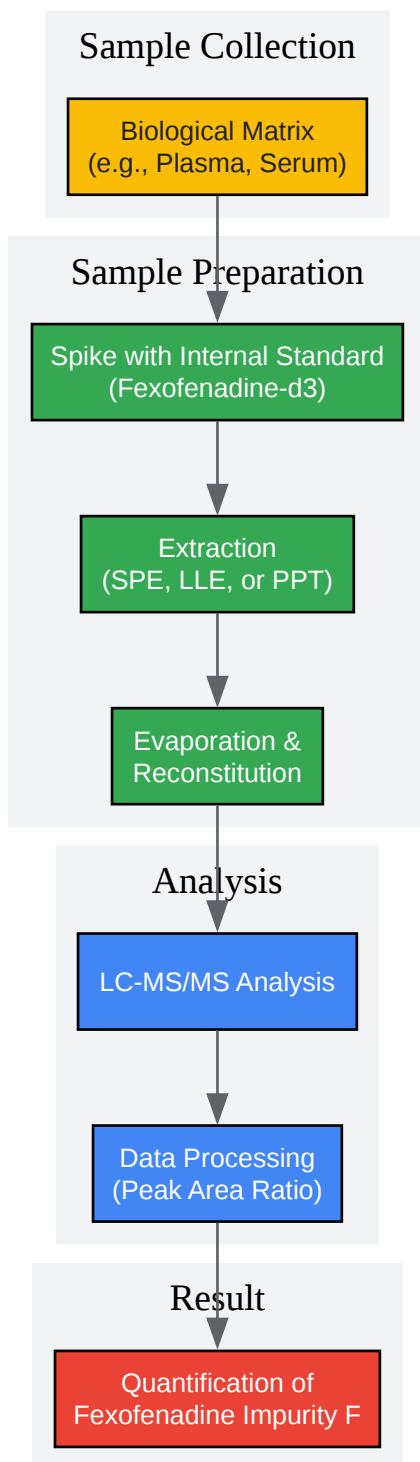 Sample Collection
Biological Matrix
(e.g., Plasma, Serum)
Sample Preparation
Spike with Internal Standard
(Fexofenadine-d3)
Extraction
(SPE, LLE, or PPT)
Evaporation &
Reconstitution
Analysis
LC-MS/MS Analysis
Data Processing
(Peak Area Ratio)
Result
Quantification of
Fexofenadine Impurity F